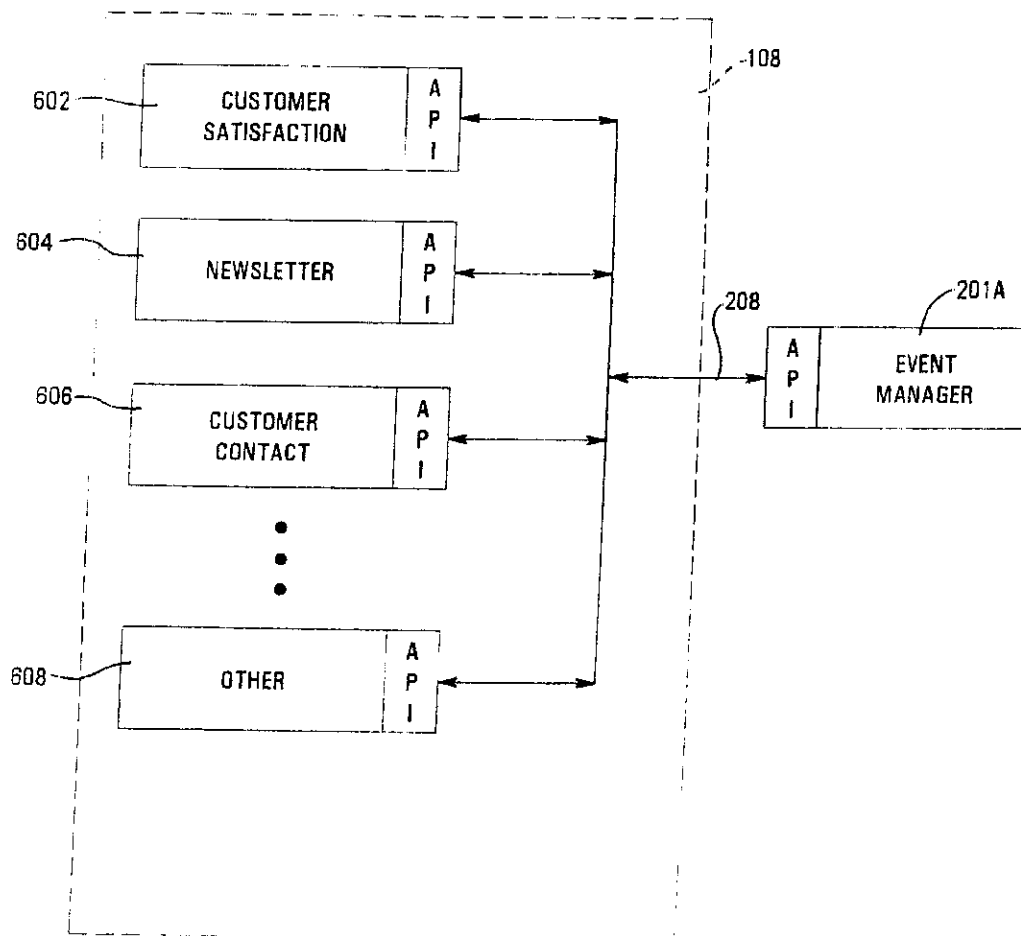 108
602
CUSTOMER
SATISFACTION
A
P
I
604
NEWSLETTER
A
P
I
208
201A
A
P
I
EVENT
MANAGER
606
CUSTOMER
CONTACT
A
P
I
608
OTHER
A
P
I